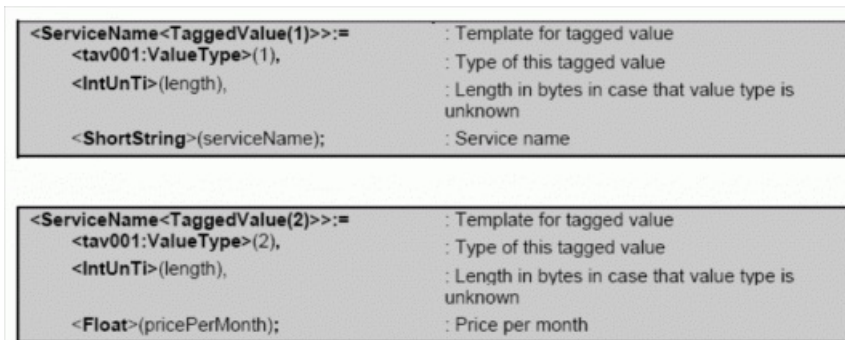 <ServiceName<TaggedValue(1)>>:= : Template for tagged value
<tav001:ValueType>(1), : Type of this tagged value
<IntUnTi>(length), : Length in bytes in case that value type is
unknown
<ShortString>(serviceName); : Service name
<ServiceName<TaggedValue(2)>>:= : Template for tagged value
<tav001:ValueType>(2), : Type of this tagged value
<IntUnTi>(length), : Length in bytes in case that value type is
unknown
<Float>(pricePerMonth); : Price per month